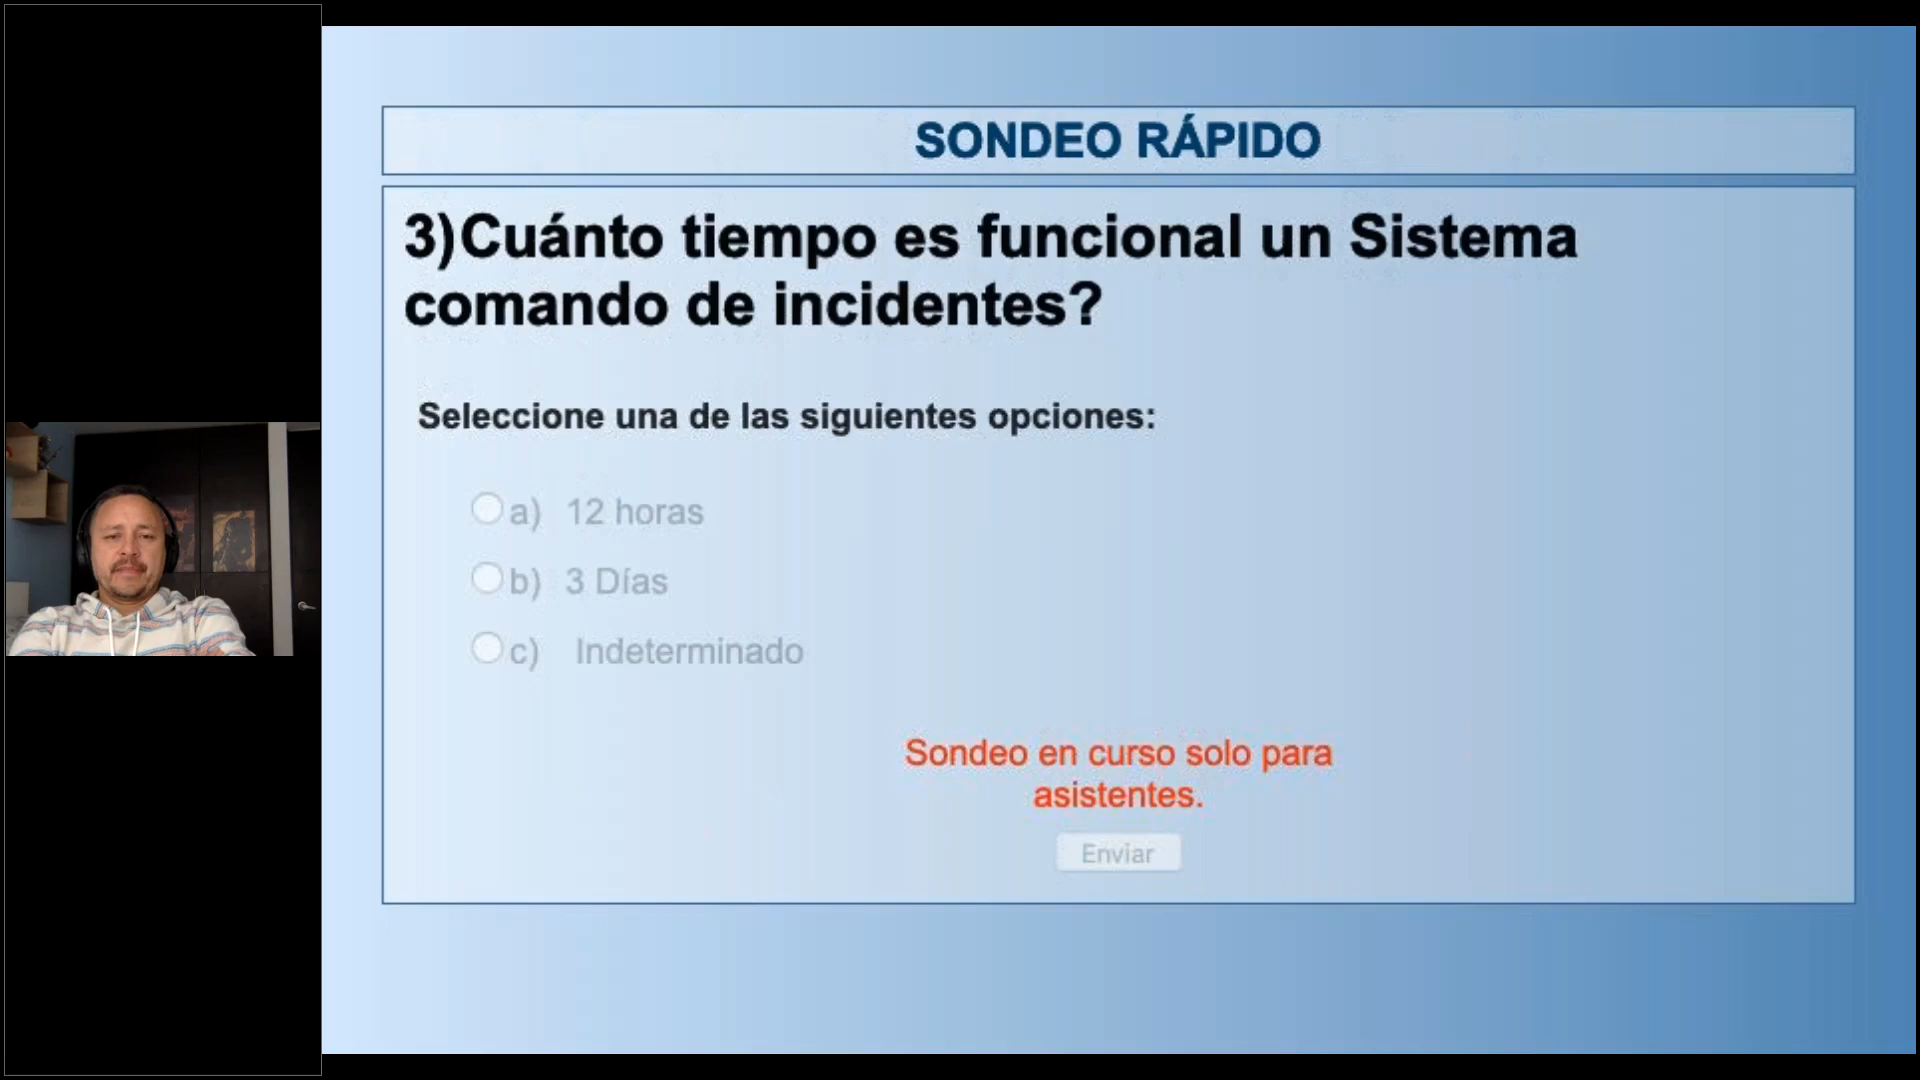 SONDEO RÁPIDO
3)Cuánto tiempo es funcional un Sistema
comando de incidentes?
Seleccione una de las siguientes opciones:
a) 12 horas
b) 3 Días
c) Indeterminado
Sondeo en curso solo para
asistentes.
Enviar